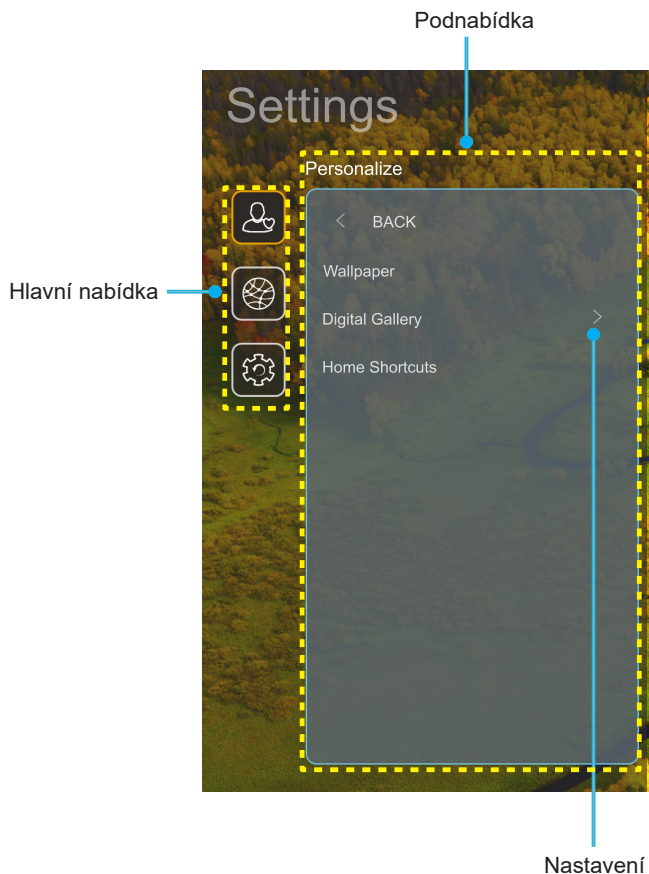 Podnabídka
Settings
Personalize
BACK
Wallpaper
Hlavní nabídka
Digital Gallery
Home Shortcuts
Nastavení